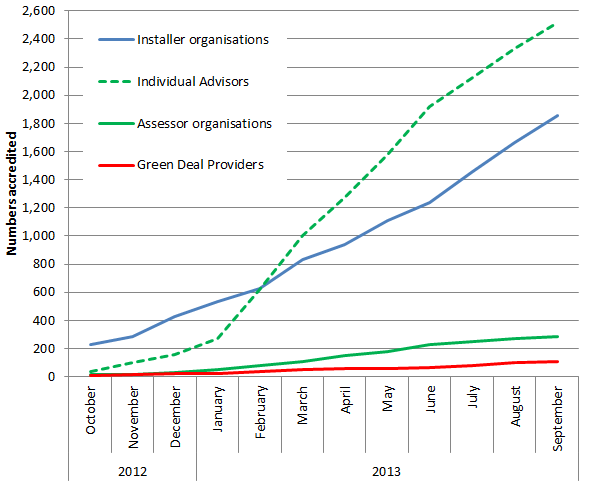 2,600
2,400
2,200
2,000
1,800
1,600
1,400
1,200
1,000
800
600
400
200
0
Numbers accredited
Installer organisations
Individual Advisors
Assessor organisations
Green Deal Providers
October
November
December
January
February
March
April
May
June
July
August
September
2012
2013